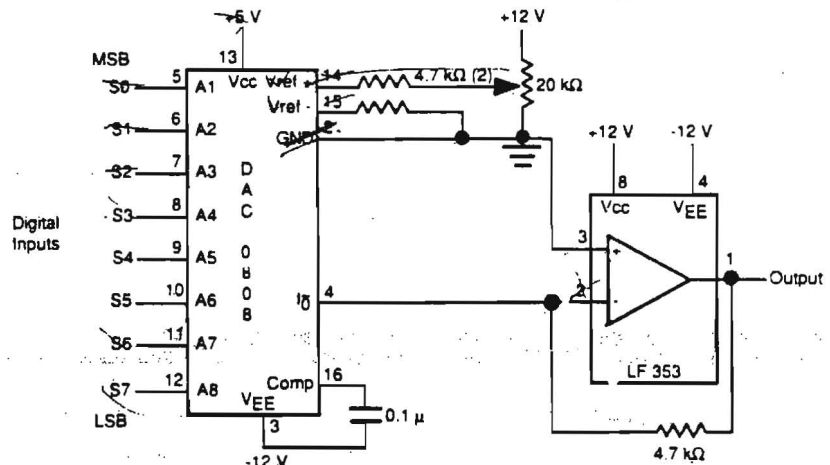 +5 V
+12 V
MSB
13
14
4.7 kΩ (2)
S0 5 A1
Vcc Vref +
20 kΩ
15
Vref -
S1 6 A2
GND 2
+12 V -12 V
S2 7 A3
D
A
C
0
8
0
8
8 4
S3 8 A4
Vcc VEE
Digital
Inputs
3
+
S4 9 A5
1
Output
S5 10 A6
I0 4
2
-
S6 11 A7
LF 353
S7 12 A8
Comp 16
VEE
0.1 μ
LSB
3
-12 V
4.7 kΩ